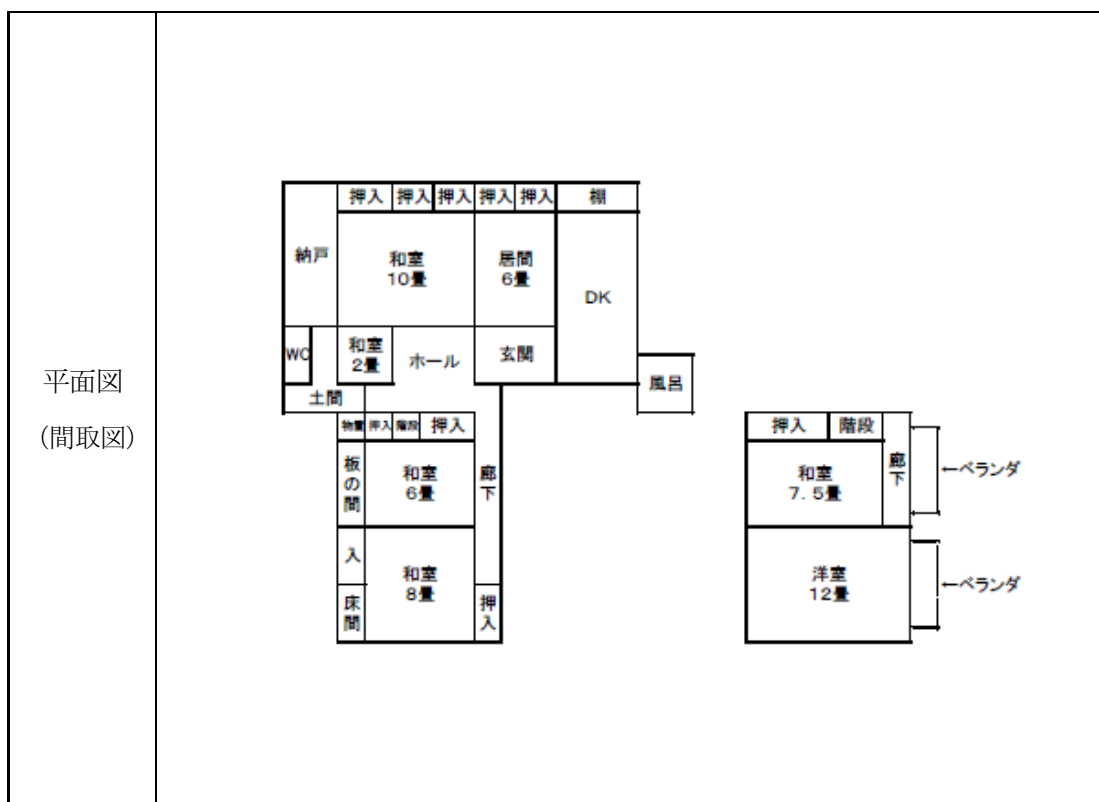 平面図
(間取図)
押入 押入 押入 押入 押入 棚
納戸
和室
10畳
居間
6畳
DK
WC
和室
2畳
ホール
玄関
風呂
土間
物置 押入 階段 押入
板の間
和室
6畳
廊下
入
和室
8畳
床間
押入
押入 階段
和室
7.5畳
廊下
←ベランダ
洋室
12畳
←ベランダ